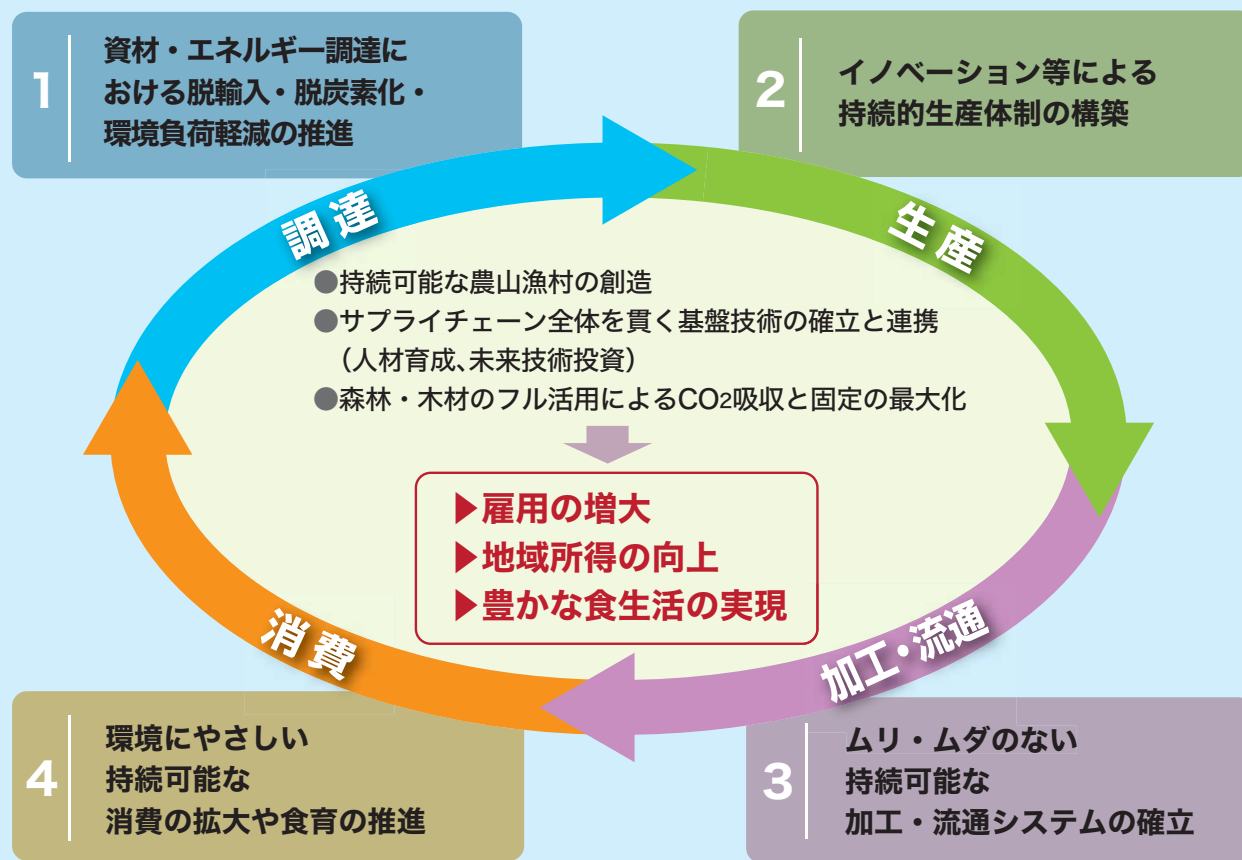 1
資材・エネルギー調達に
おける脱輸入・脱炭素化・
環境負荷軽減の推進
2
イノベーション等による
持続的生産体制の構築
調達
生産
●持続可能な農山漁村の創造
●サプライチェーン全体を貫く基盤技術の確立と連携
（人材育成、未来技術投資）
●森林・木材のフル活用によるCO2吸収と固定の最大化
▶雇用の増大
▶地域所得の向上
▶豊かな食生活の実現
消費
加工・流通
4
環境にやさしい
持続可能な
消費の拡大や食育の推進
3
ムリ・ムダのない
持続可能な
加工・流通システムの確立